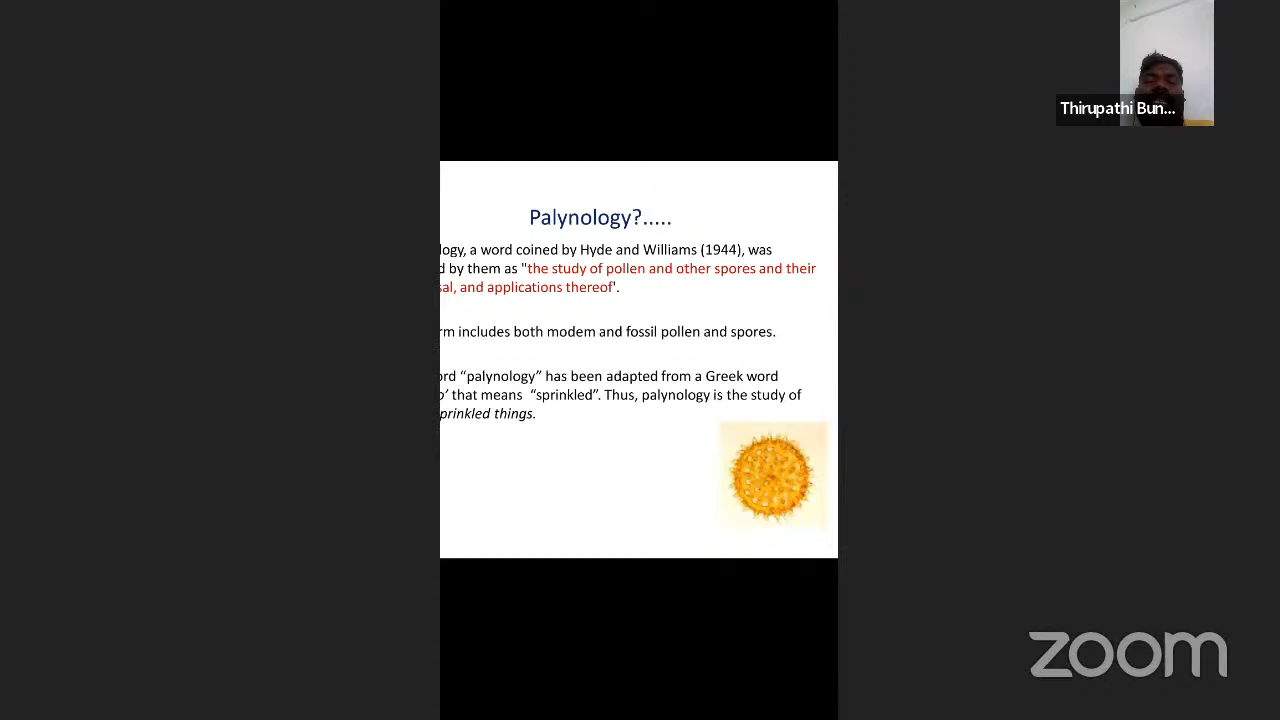 Thirupathi Bun...
Palynology?.....
logy, a word coined by Hyde and Williams (1944), was
d by them as "the study of pollen and other spores and their
sal, and applications thereof'.
rm includes both modem and fossil pollen and spores.
ord “palynology” has been adapted from a Greek word
o’ that means “sprinkled”. Thus, palynology is the study of
prinkled things.
zoom